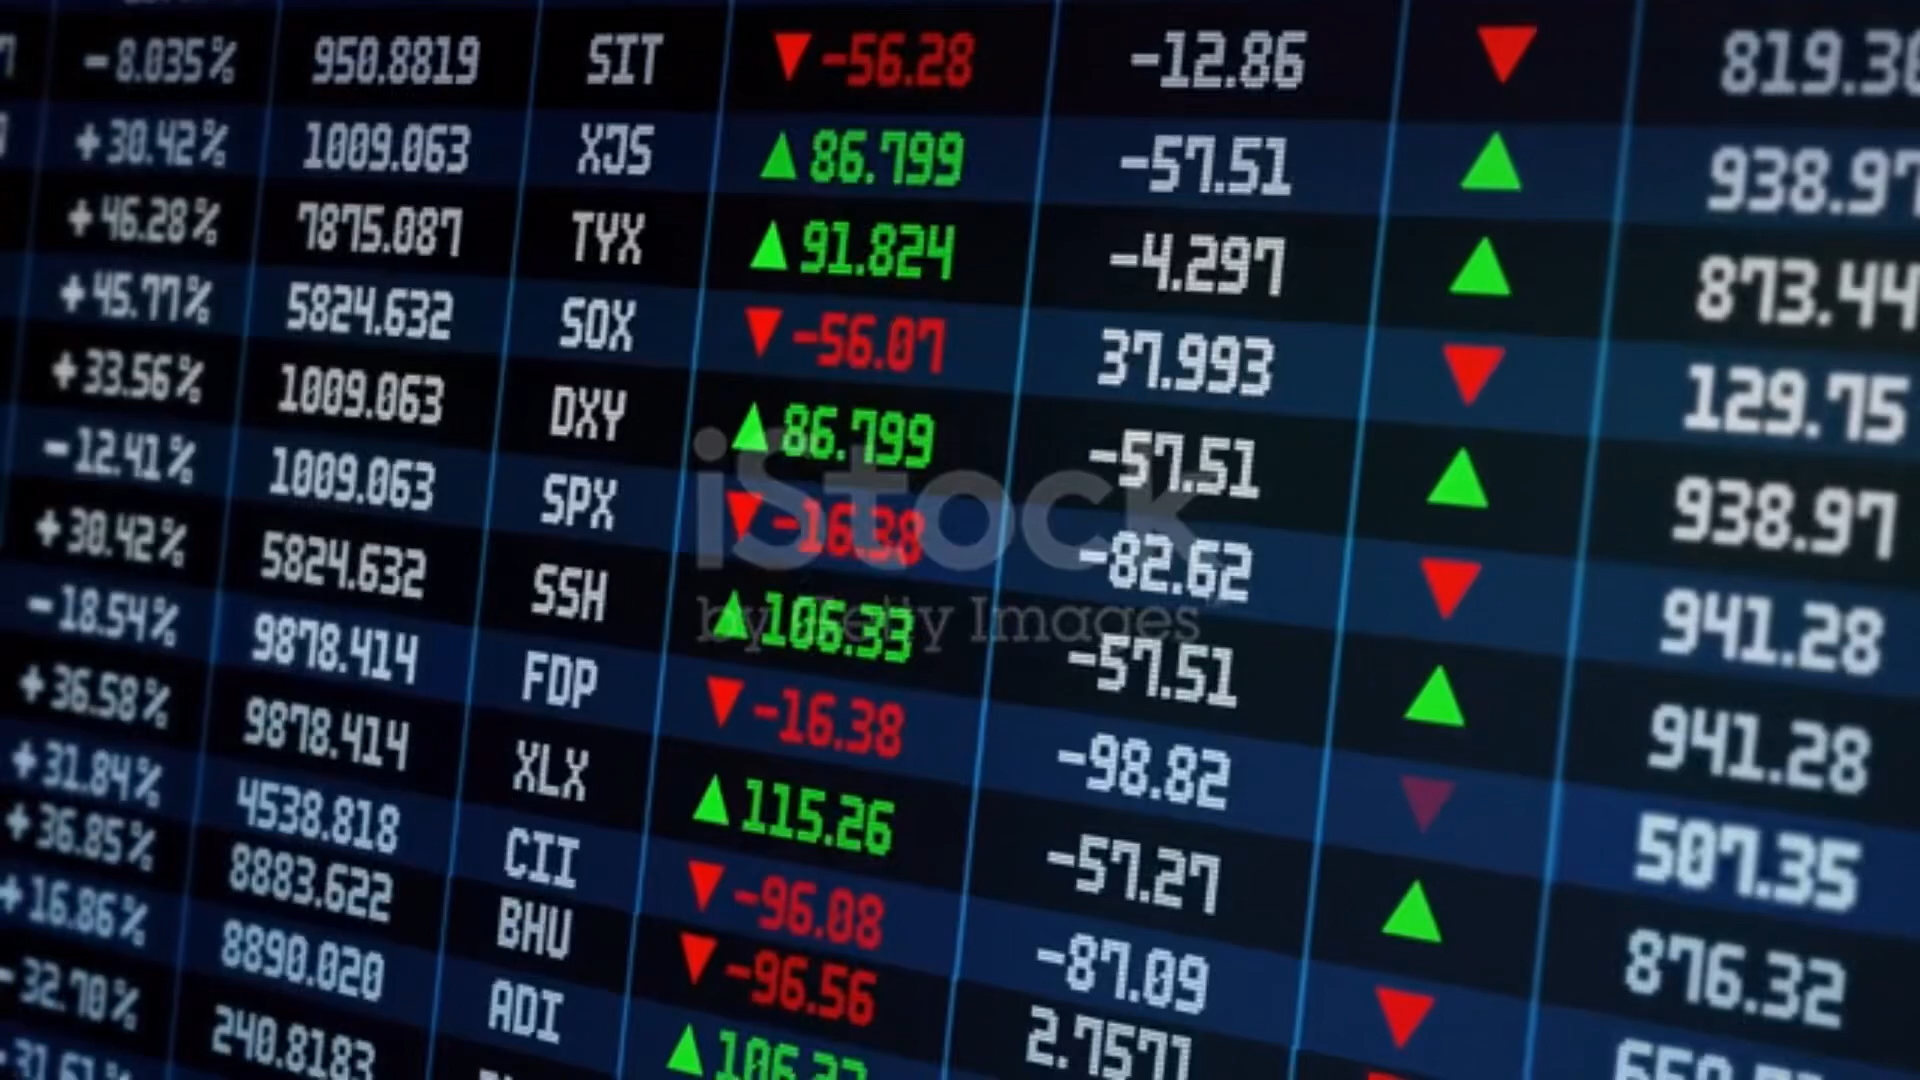 - 8.035% 950.8819 SIT ▼ -56.28 -12.86 ▼
+ 30.42% 1009.063 XJS ▲ 86.799 -57.51 ▲ 938.97
+ 46.28% 7875.087 TYX ▲ 91.824 -4.297 ▲ 873.44
+ 45.77% 5824.632 SOX ▼ -56.07 37.993 ▼ 129.75
+ 33.56% 1009.063 DXY ▲ 86.799 -57.51 ▲ 938.97
- 12.41% 1009.063 SPX ▼ -16.38 -82.62 ▼ 941.28
+ 30.42% 5824.632 SSH ▲ 106.33 -57.51 ▲ 941.28
- 18.54% 9878.414 FDP ▼ -16.38 -98.82 ▼ 507.35
+ 36.58% 9878.414 XLX ▲ 115.26 -57.27 ▲ 876.32
+ 31.84% 4538.818 CII ▼ -96.08 -87.09 ▼
+ 36.85% 8883.622 BHU ▼ -96.56 2.7571
+ 16.86% 8890.020 ADI ▲
- 32.70% 240.8183
iStock
by Getty Images